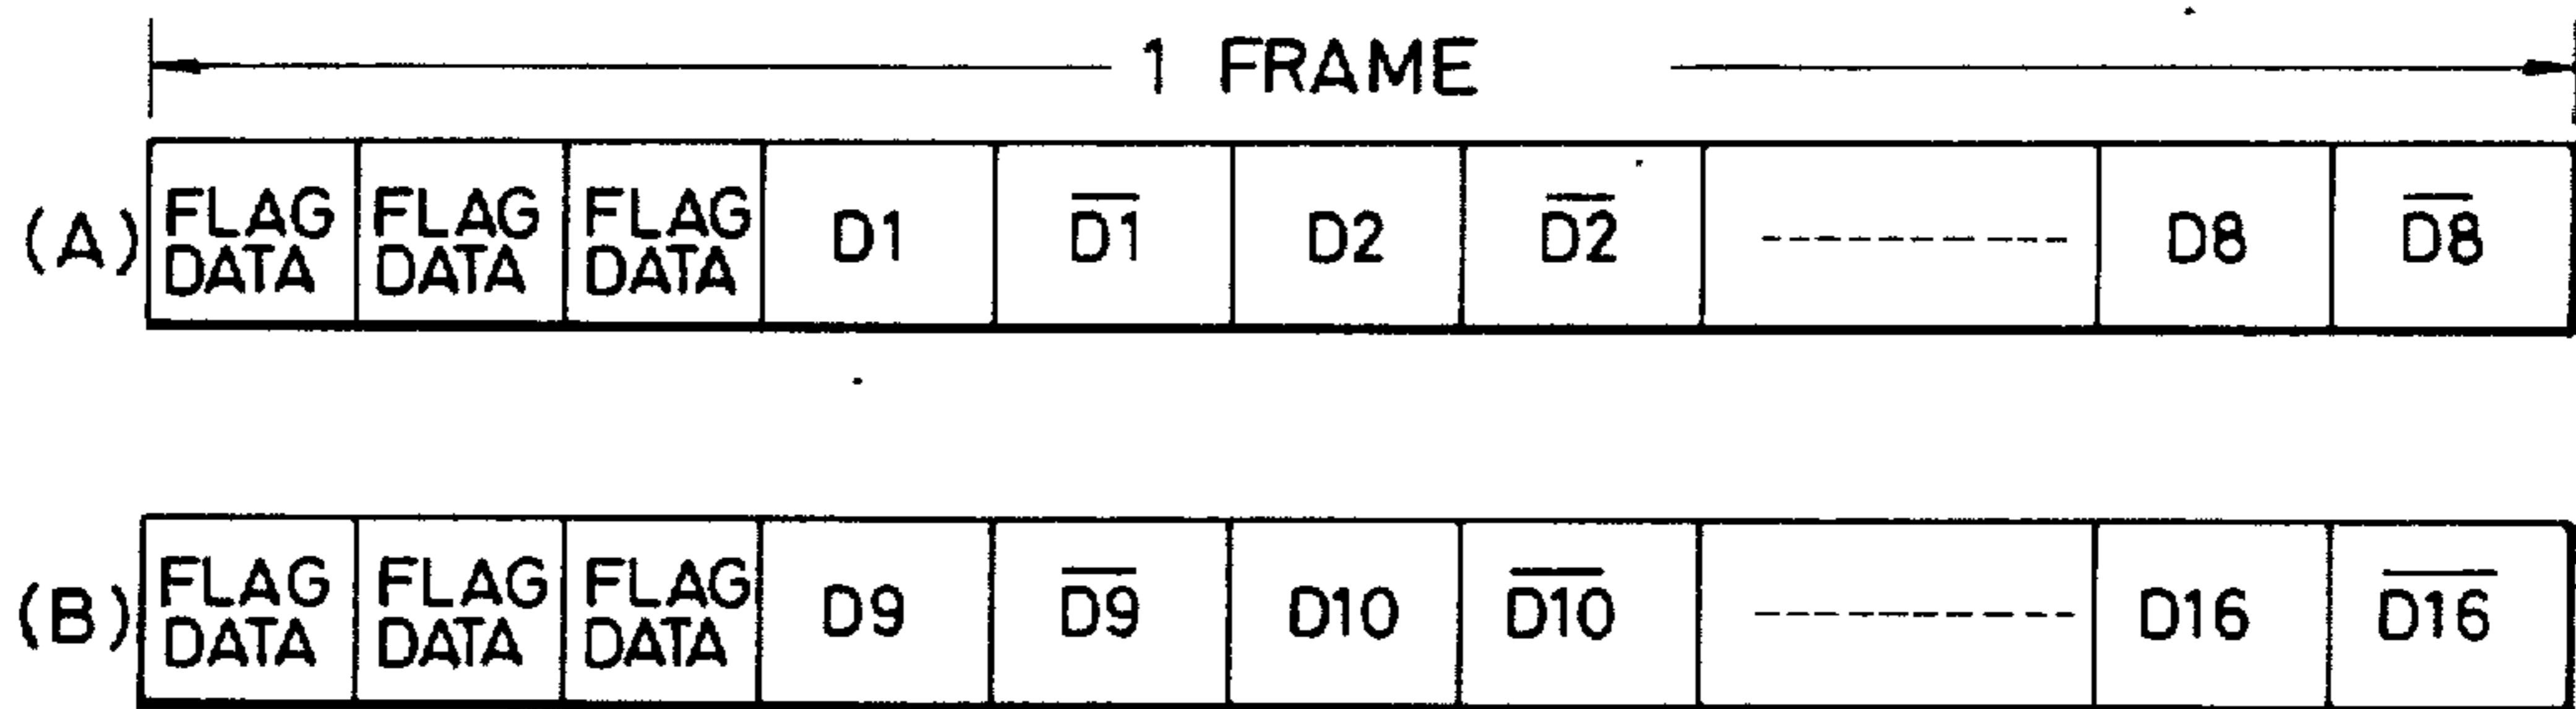 1 FRAME
(A) FLAG DATA FLAG DATA FLAG DATA D1 D̅1̅ D2 D̅2̅ --------- D8 D̅8̅
(B) FLAG DATA FLAG DATA FLAG DATA D9 D̅9̅ D10 D̅1̅0̅ --------- D16 D̅1̅6̅